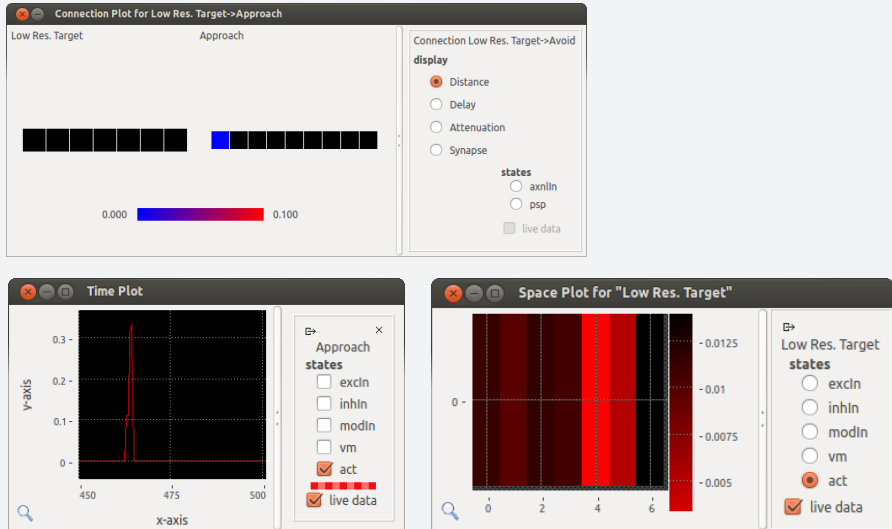 Connection Plot for Low Res. Target->Approach
Low Res. Target
Approach
Connection Low Res. Target->Avoid
display
Distance
Delay
Attenuation
Synapse
states
axnlIn
psp
live data
0.000
0.100
Time Plot
y-axis
0.3
0.2
0.1
0
450
475
500
x-axis
Approach
states
excIn
inhIn
modIn
vm
act
live data
Space Plot for "Low Res. Target"
0
0
2
4
6
0.0125
0.01
0.0075
0.005
Low Res. Target
states
excIn
inhIn
modIn
vm
act
live data